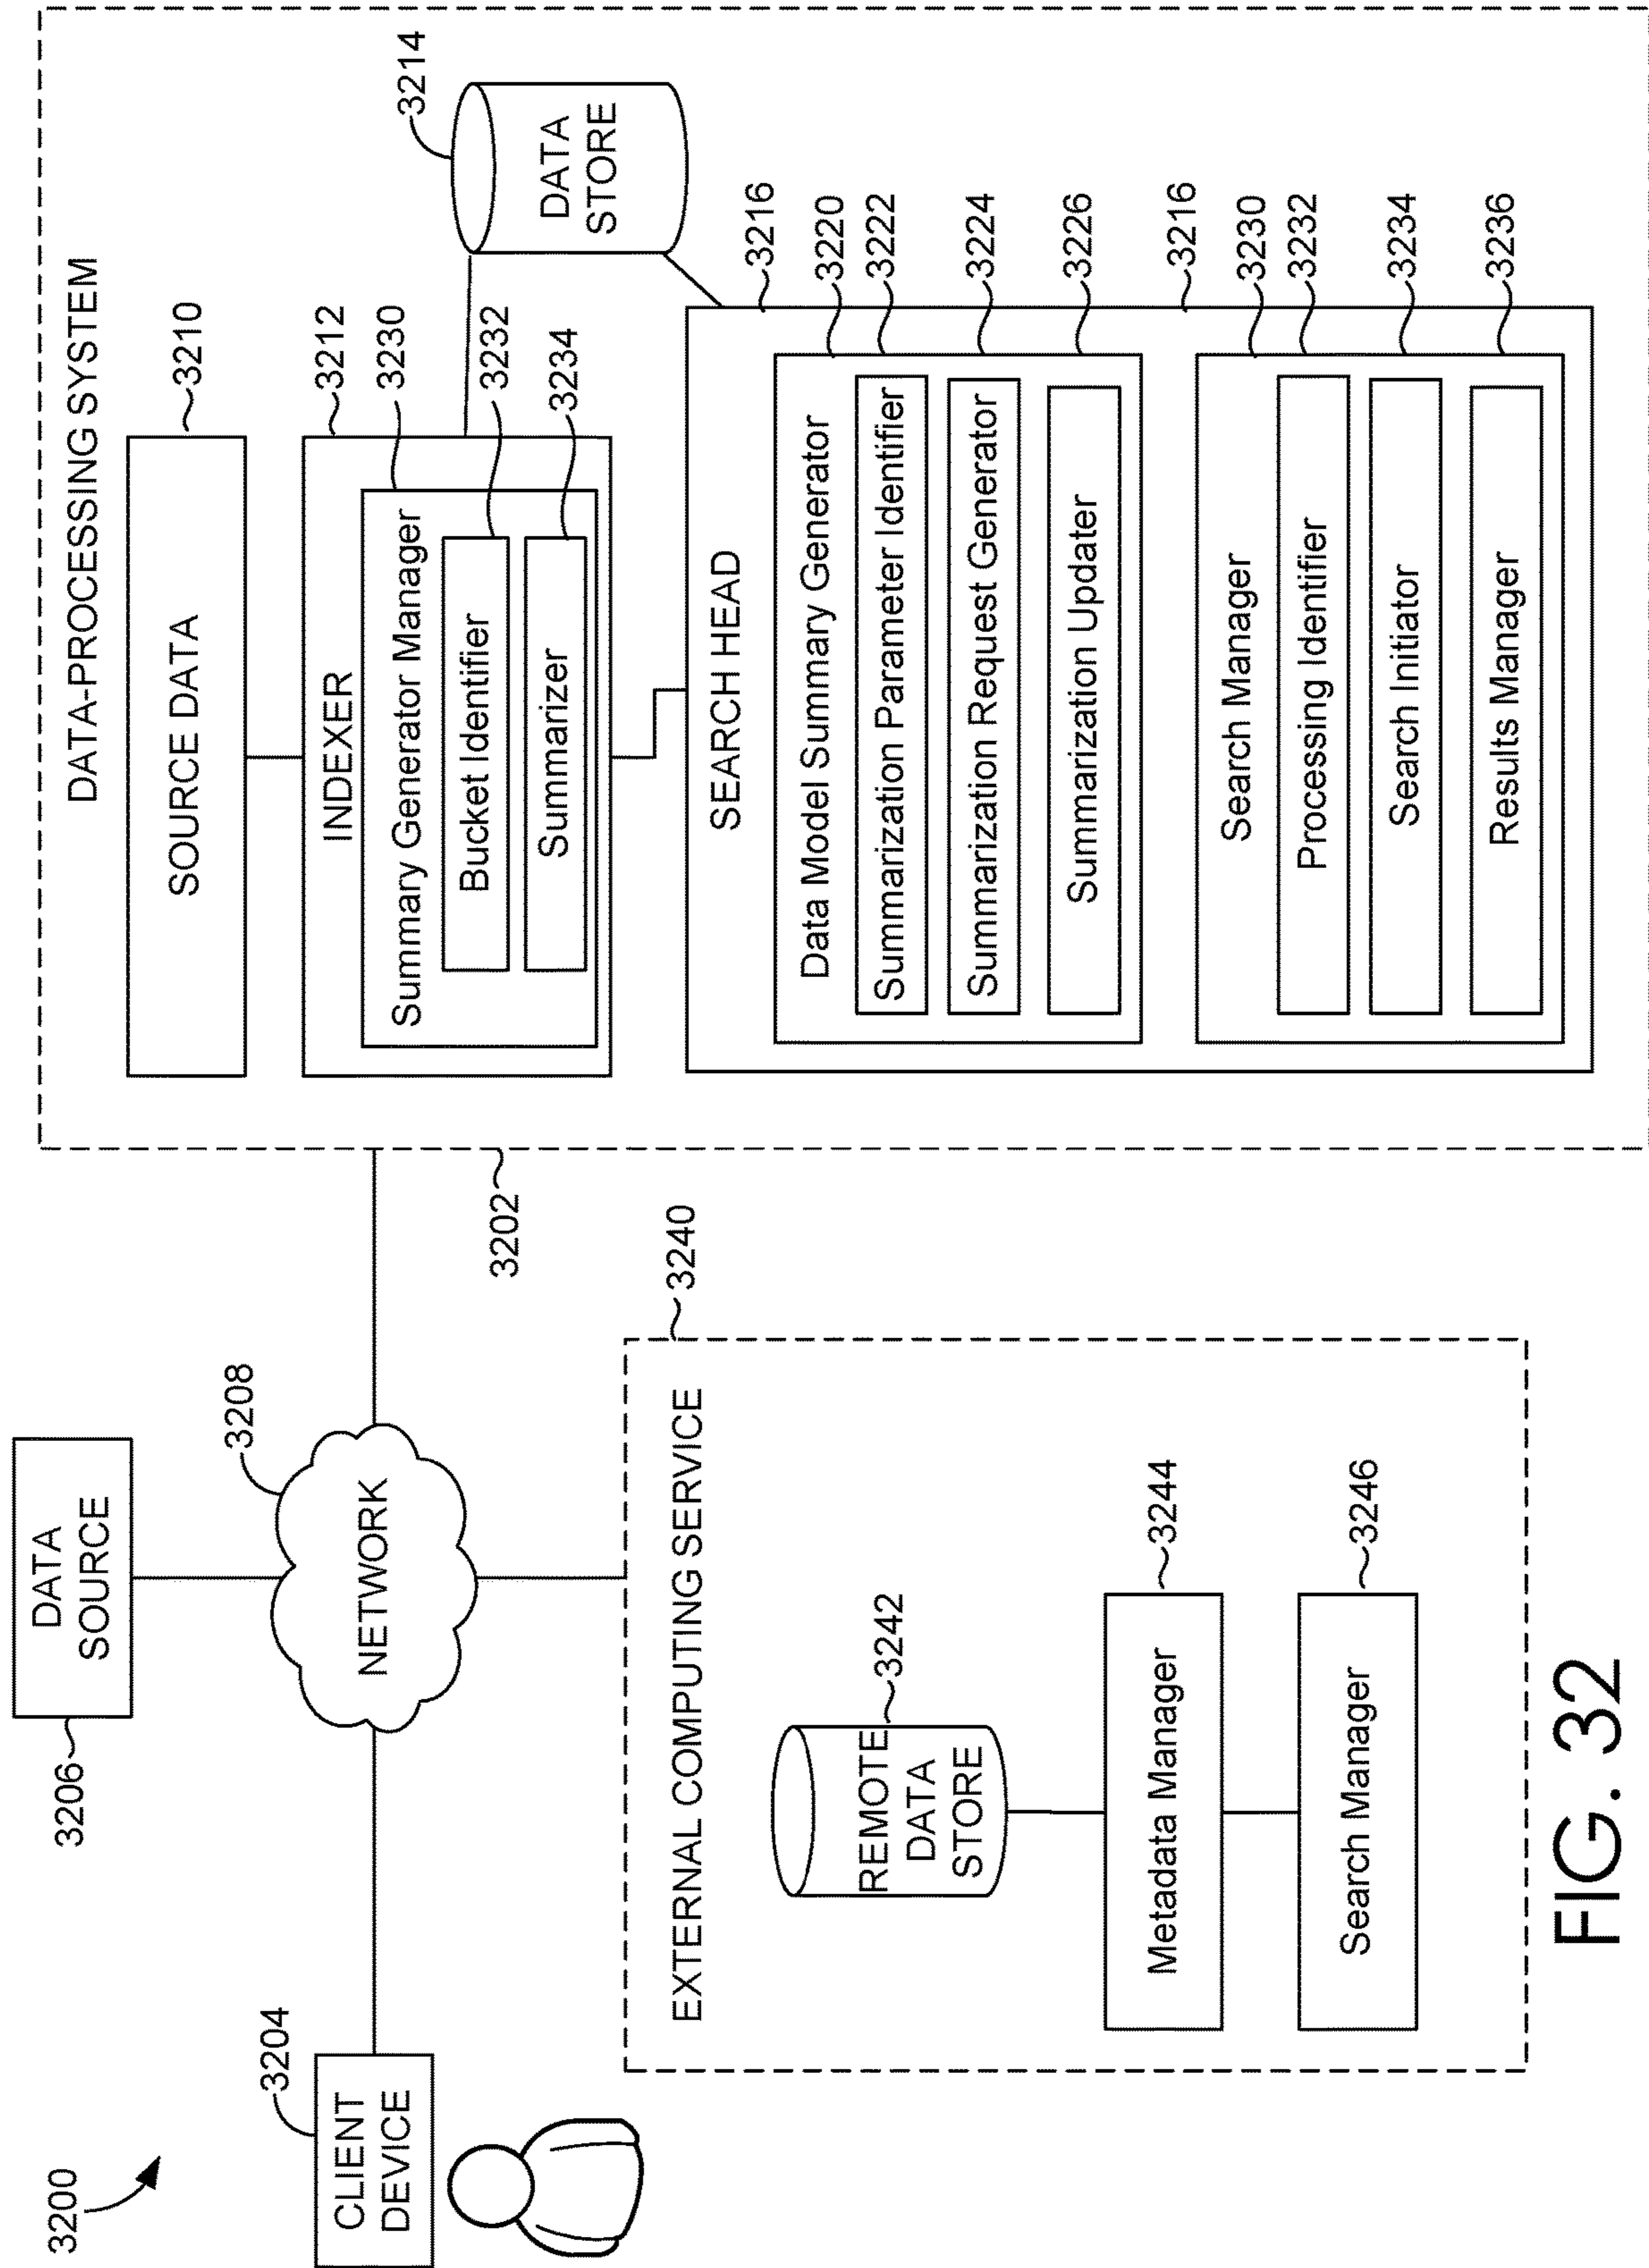 3200
3204
CLIENT
DEVICE
3206
DATA
SOURCE
3208
NETWORK
3240
EXTERNAL COMPUTING SERVICE
3242
REMOTE
DATA
STORE
3244
Metadata Manager
3246
Search Manager
3202
DATA-PROCESSING SYSTEM
3210
SOURCE DATA
3212
INDEXER
3230
Summary Generator Manager
3232
Bucket Identifier
3234
Summarizer
3214
DATA
STORE
3216
SEARCH HEAD
3220
Data Model Summary Generator
3222
Summarization Parameter Identifier
3224
Summarization Request Generator
3226
Summarization Updater
3216
3230
Search Manager
3232
Processing Identifier
3234
Search Initiator
3236
Results Manager
FIG. 32